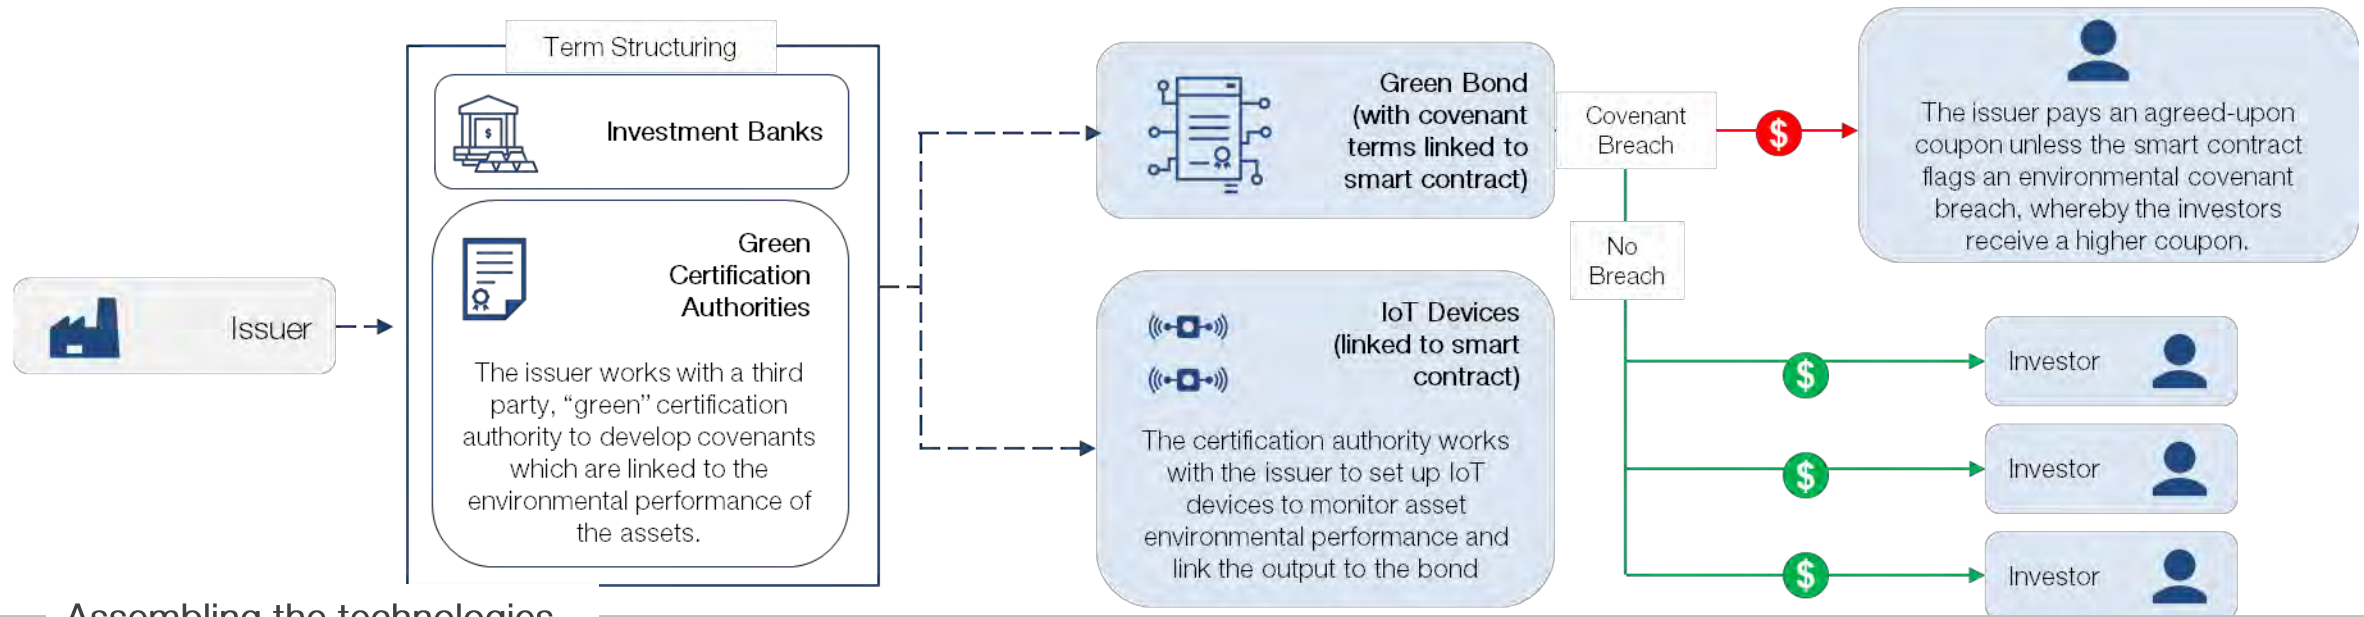 Term Structuring
Investment Banks
Green
Certification
Authorities
The issuer works with a third
party, “green” certification
authority to develop covenants
which are linked to the
environmental performance of
the assets.
Issuer
Green Bond
(with covenant
terms linked to
smart contract)
IoT Devices
(linked to smart
contract)
The certification authority works
with the issuer to set up IoT
devices to monitor asset
environmental performance and
link the output to the bond
Covenant
Breach
No
Breach
$
The issuer pays an agreed-upon
coupon unless the smart contract
flags an environmental covenant
breach, whereby the investors
receive a higher coupon.
$
Investor
$
Investor
$
Investor
Assembling the technologies